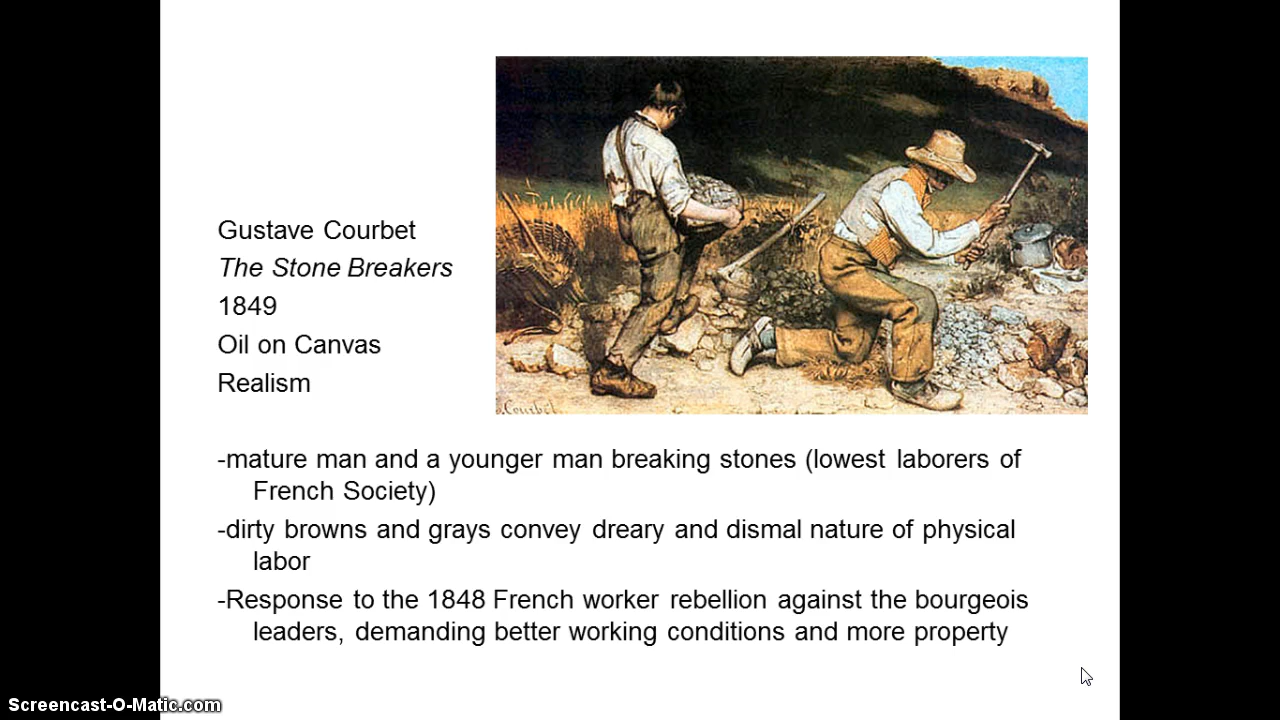 Gustave Courbet
The Stone Breakers
1849
Oil on Canvas
Realism
Courbet
-mature man and a younger man breaking stones (lowest laborers of
French Society)
-dirty browns and grays convey dreary and dismal nature of physical
labor
-Response to the 1848 French worker rebellion against the bourgeois
leaders, demanding better working conditions and more property
Screencast-O-Matic.com